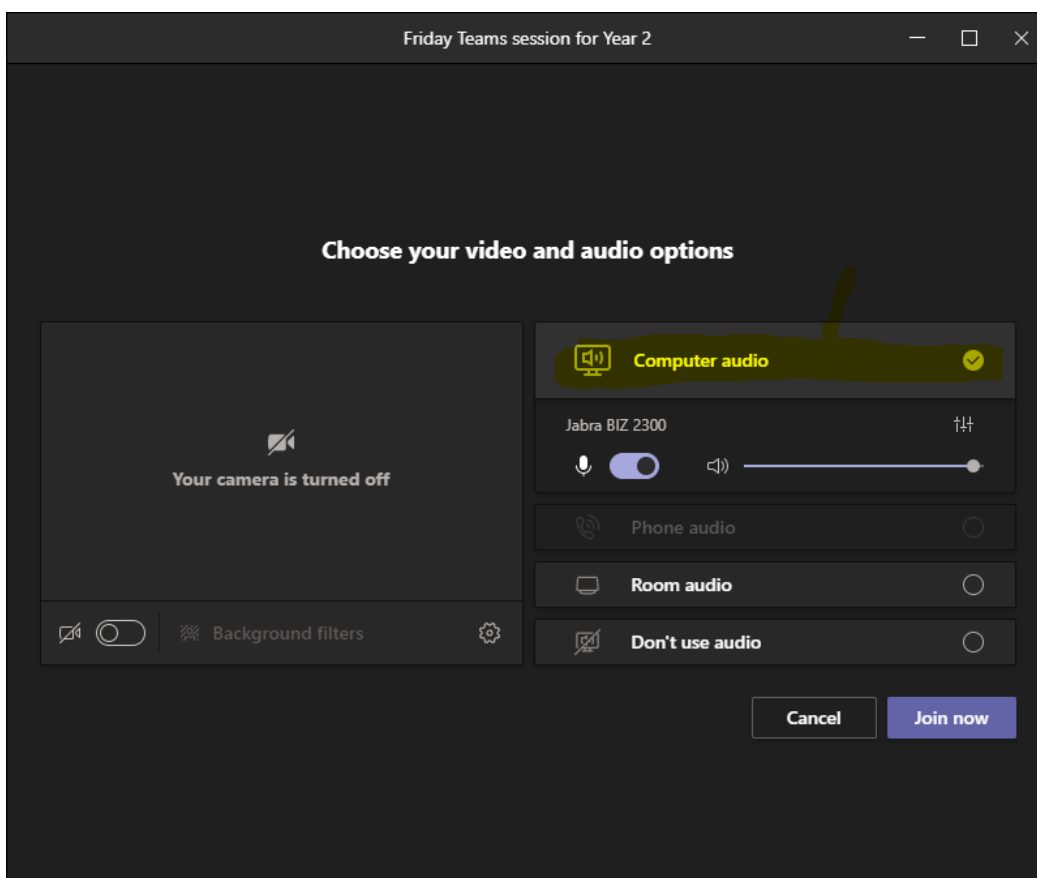 Friday Teams session for Year 2
Choose your video and audio options
Your camera is turned off
Background filters
Computer audio
Jabra BIZ 2300
Phone audio
Room audio
Don't use audio
Cancel
Join now